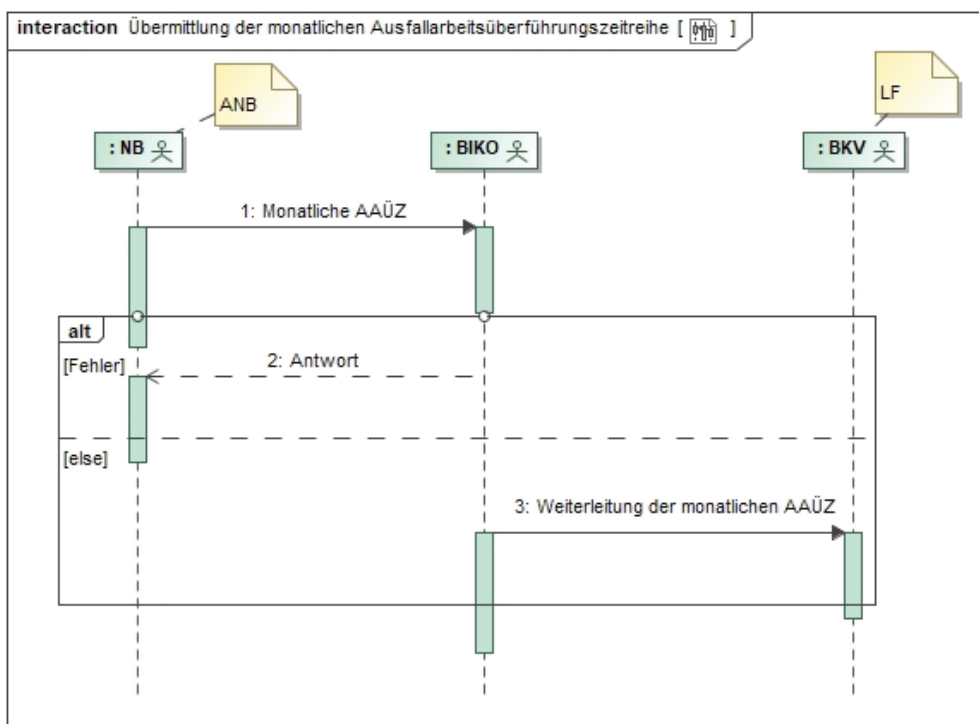 interaction Übermittlung der monatlichen Ausfallarbeitsüberführungszeitreihe [ ]
ANB
LF
: NB
: BIKO
: BKV
1: Monatliche AAÜZ
alt
[Fehler]
2: Antwort
[else]
3: Weiterleitung der monatlichen AAÜZ